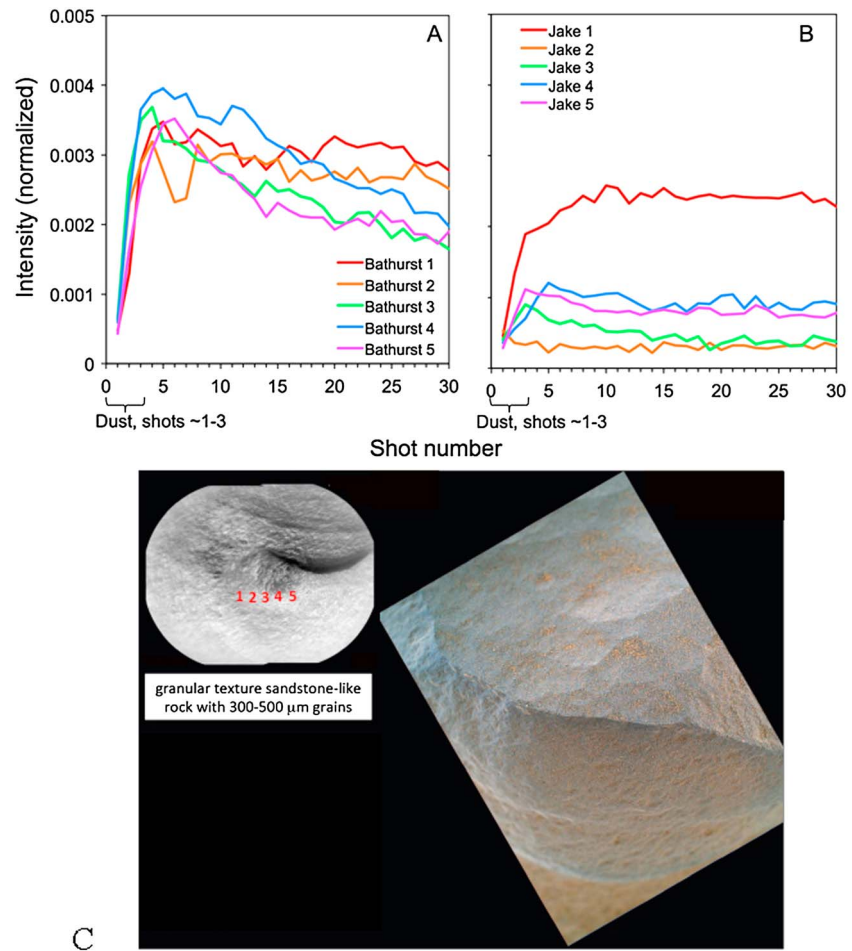 A
B
Intensity (normalized)
0.005
0.004
0.003
0.002
0.001
0
Bathurst 1
Bathurst 2
Bathurst 3
Bathurst 4
Bathurst 5
0 5 10 15 20 25 30
Dust, shots ~1-3
Jake 1
Jake 2
Jake 3
Jake 4
Jake 5
0 5 10 15 20 25 30
Dust, shots ~1-3
Shot number
1 2 3 4 5
granular texture sandstone-like
rock with 300-500 μm grains
C